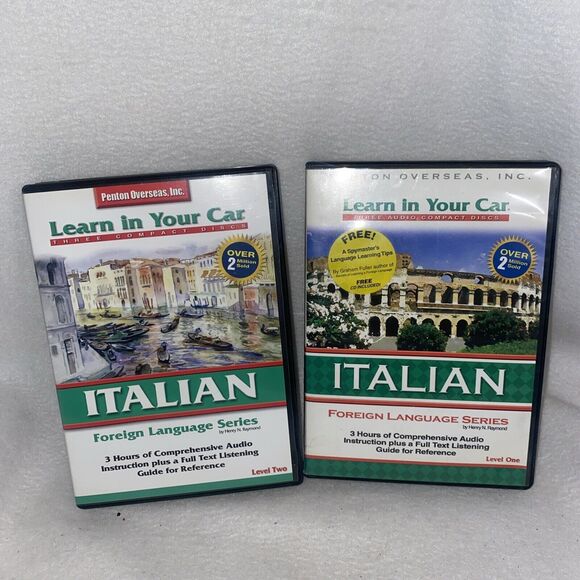 Penton Overseas, Inc.
Learn in Your Car
THREE COMPACT DISCS
OVER
2 Million
Sold
ITALIAN
Foreign Language Series
by Henry N. Raymond
3 Hours of Comprehensive Audio
Instruction plus a Full Text Listening
Guide for Reference
Level Two
NTON OVERSEAS, INC.
Learn in Your Car
THREE AUDIO COMPACT DISCS
FREE!
A Spymaster's
Language Learning Tips
By Graham Fuller author of
FREE
CD INCLUDED!
OVER
2 Million
Sold
ITALIAN
FOREIGN LANGUAGE SERIES
by Henry N. Raymond
3 Hours of Comprehensive Audio
Instruction plus a Full Text Listening
Guide for Reference
Level One